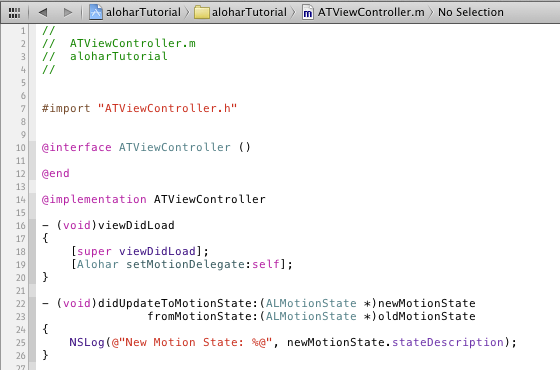 aloharTutorial aloharTutorial ATViewController.m No Selection
1 //
2 //  ATViewController.m
3 //  aloharTutorial
4 //
5
6
7 #import "ATViewController.h"
8
9
10 @interface ATViewController ()
11
12 @end
13
14 @implementation ATViewController
15
16 - (void)viewDidLoad
17 {
18     [super viewDidLoad];
19     [Alohar setMotionDelegate:self];
20 }
21
22 - (void)didUpdateToMotionState:(ALMotionState *)newMotionState
23                fromMotionState:(ALMotionState *)oldMotionState
24 {
25     NSLog(@"New Motion State: %@", newMotionState.stateDescription);
26 }
27